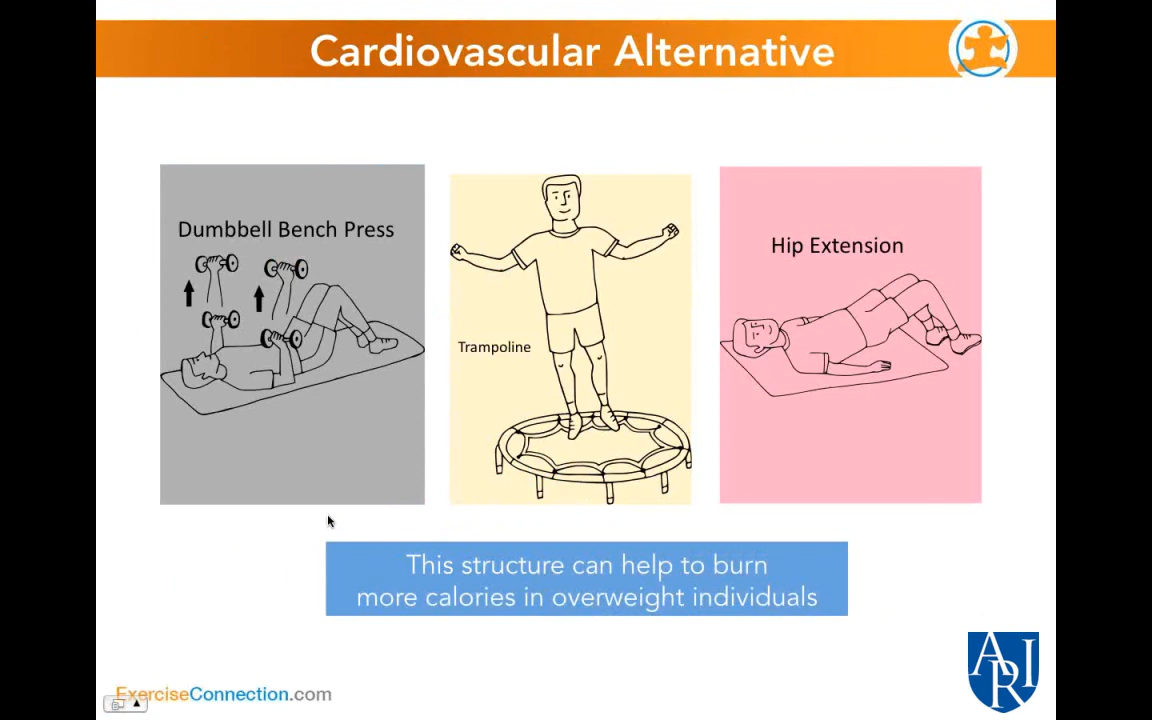 Cardiovascular Alternative
Dumbbell Bench Press
Trampoline
Hip Extension
This structure can help to burn
more calories in overweight individuals
ExerciseConnection.com
ARI